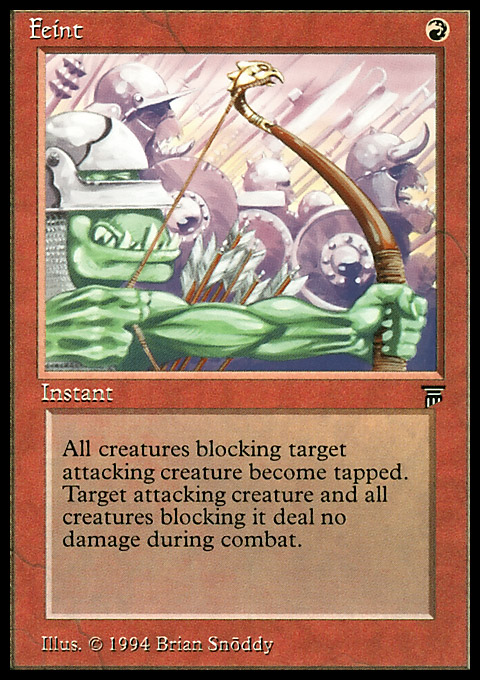 Feint
Instant
All creatures blocking target
attacking creature become tapped.
Target attacking creature and all
creatures blocking it deal no
damage during combat.
Illus. © 1994 Brian Snōddy